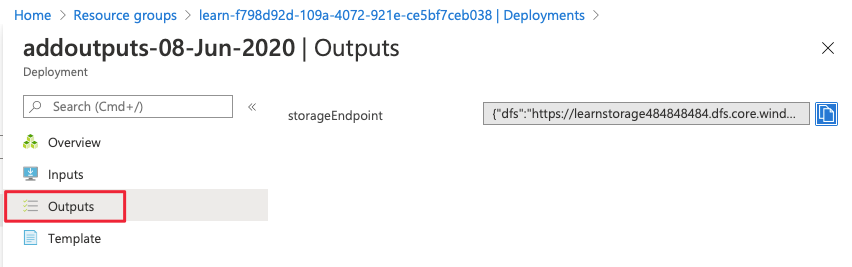 Home > Resource groups > learn-f798d92d-109a-4072-921e-ce5bf7ceb038 | Deployments >
addoutputs-08-Jun-2020 | Outputs
Deployment
Search (Cmd+/)
storageEndpoint
{"dfs":"https://learnstorage484848484.dfs.core.wind...
Overview
Inputs
Outputs
Template